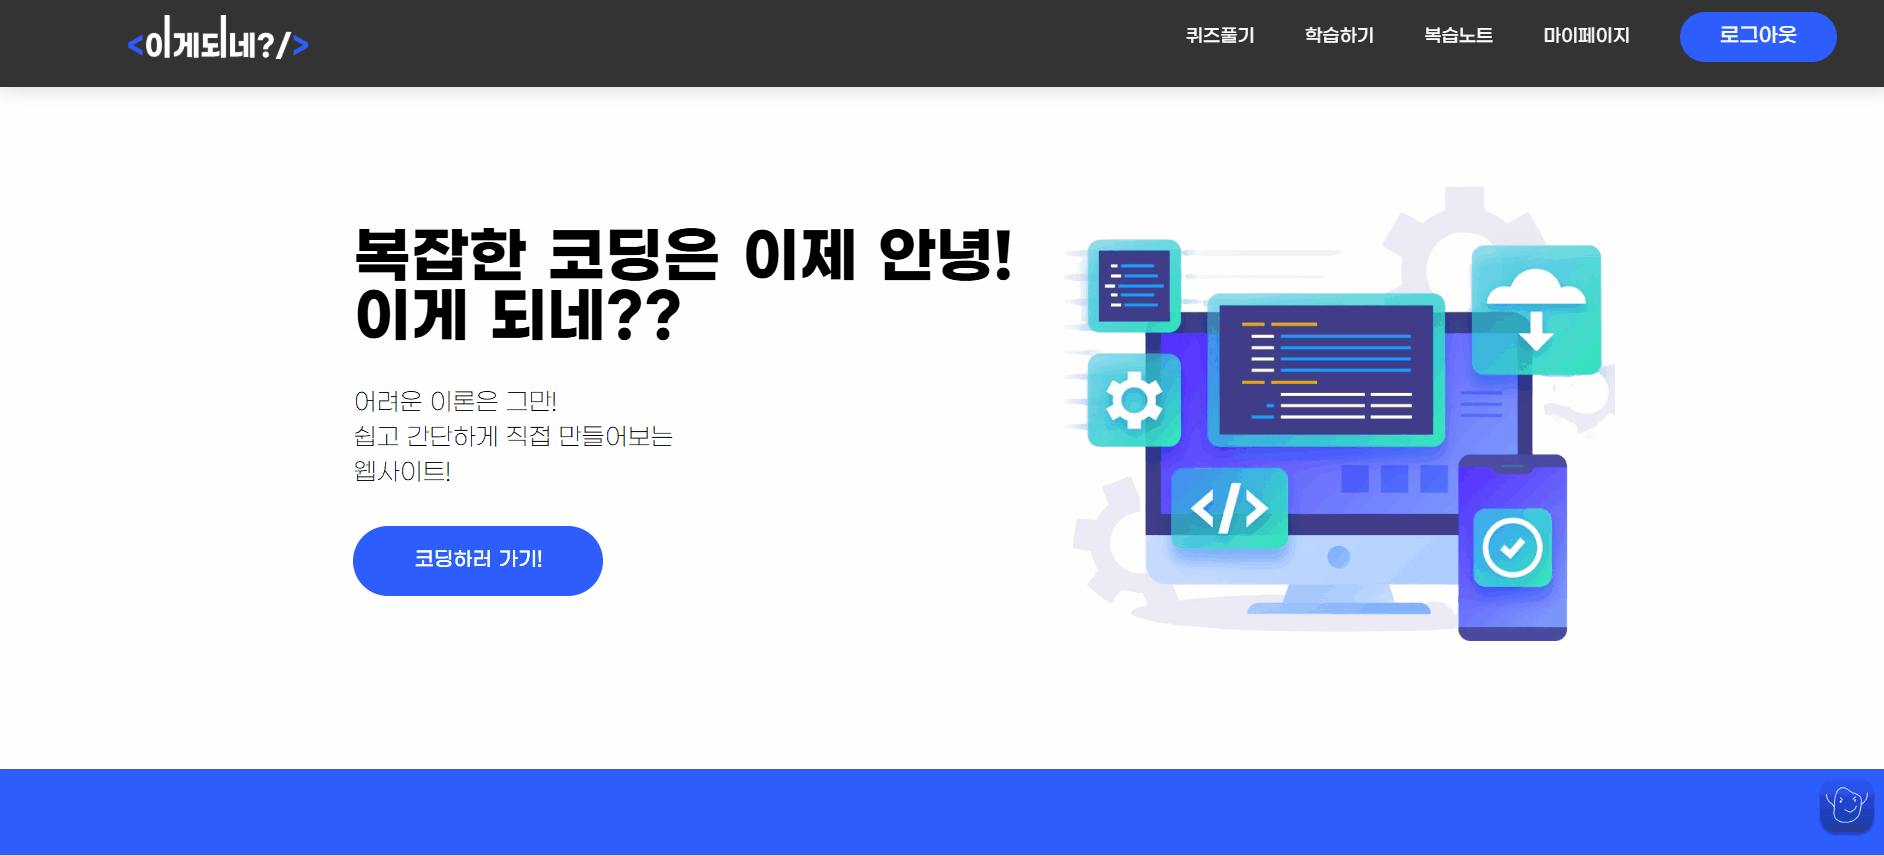 <이게되네?/>
퀴즈풀기
학습하기
복습노트
마이페이지
로그아웃
복잡한 코딩은 이제 안녕!
이게 되네??
어려운 이론은 그만!
쉽고 간단하게 직접 만들어보는
웹사이트!
코딩하러 가기!
</>